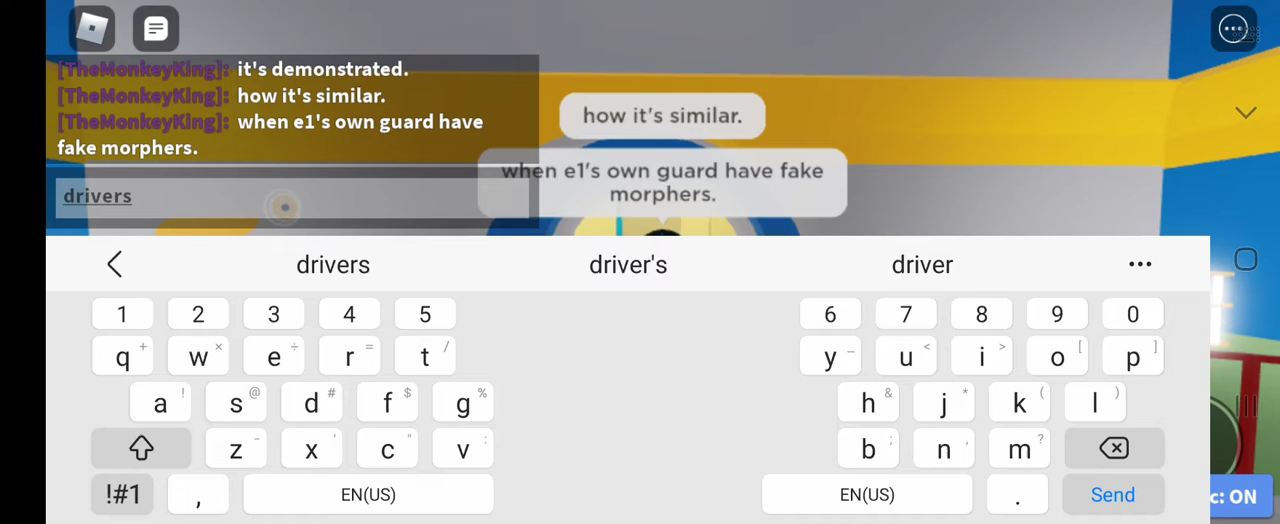 [TheMonkeyKing]: it's demonstrated.
[TheMonkeyKing]: how it's similar.
[TheMonkeyKing]: when e1's own guard have
fake morphers.
how it's similar.
when e1's own guard have fake
morphers.
drivers
drivers driver's driver •••
1 2 3 4 5 6 7 8 9 0
q + w × e ÷ r = t / y _ u < i > o [ p ]
a ! s @ d # f $ g % h & j * k ( l )
z - x ' c " v : b ; n , m ?
!#1 , EN(US) EN(US) . Send
c: ON